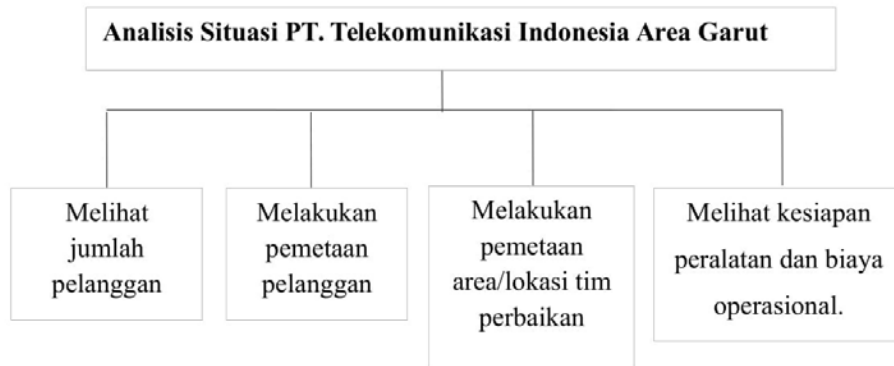 Analisis Situasi PT. Telekomunikasi Indonesia Area Garut
Melihat
jumlah
pelanggan
Melakukan
pemetaan
pelanggan
Melakukan
pemetaan
area/lokasi tim
perbaikan
Melihat kesiapan
peralatan dan biaya
operasional.